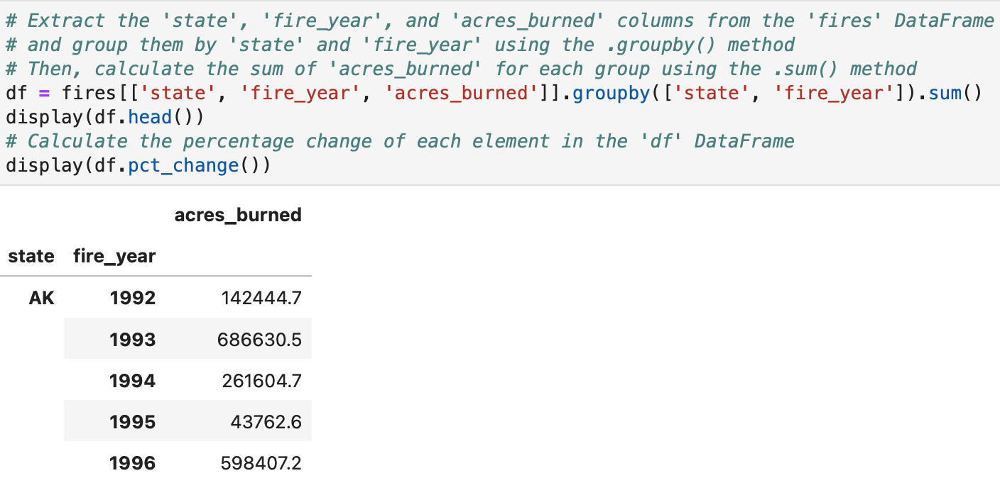 # Extract the 'state', 'fire_year', and 'acres_burned' columns from the 'fires' DataFrame
# and group them by 'state' and 'fire_year' using the .groupby() method
# Then, calculate the sum of 'acres_burned' for each group using the .sum() method
df = fires[['state', 'fire_year', 'acres_burned']].groupby(['state', 'fire_year']).sum()
display(df.head())
# Calculate the percentage change of each element in the 'df' DataFrame
display(df.pct_change())
acres_burned
state fire_year
AK 1992 142444.7
1993 686630.5
1994 261604.7
1995 43762.6
1996 598407.2